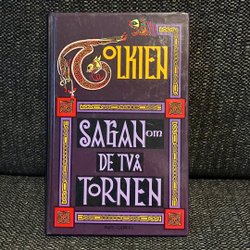 TOLKIEN
SAGAN om
DE TVÅ
TORNEN